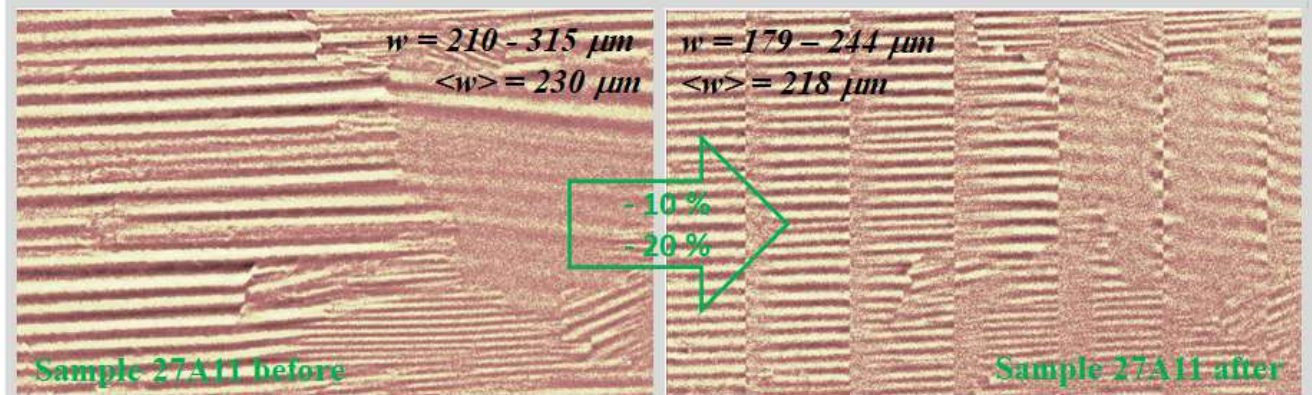 w = 210 - 315 μm
<w> = 230 μm
w = 179 – 244 μm
<w> = 218 μm
- 10 %
- 20 %
Sample 27A11 before
Sample 27A11 after